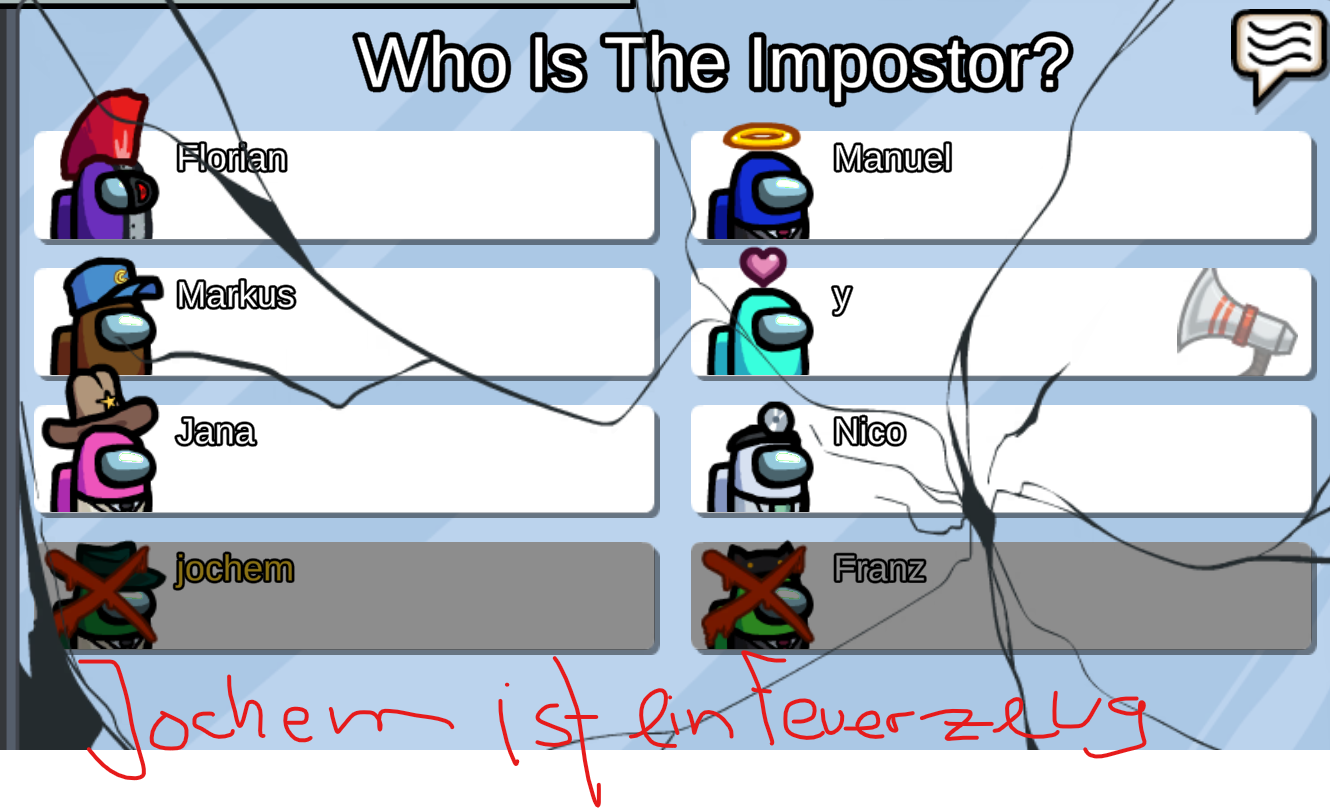 Who Is The Impostor?
Florian
Manuel
Markus
y
Jana
Nico
jochem
Franz
Jochem ist ein Feuerzeug